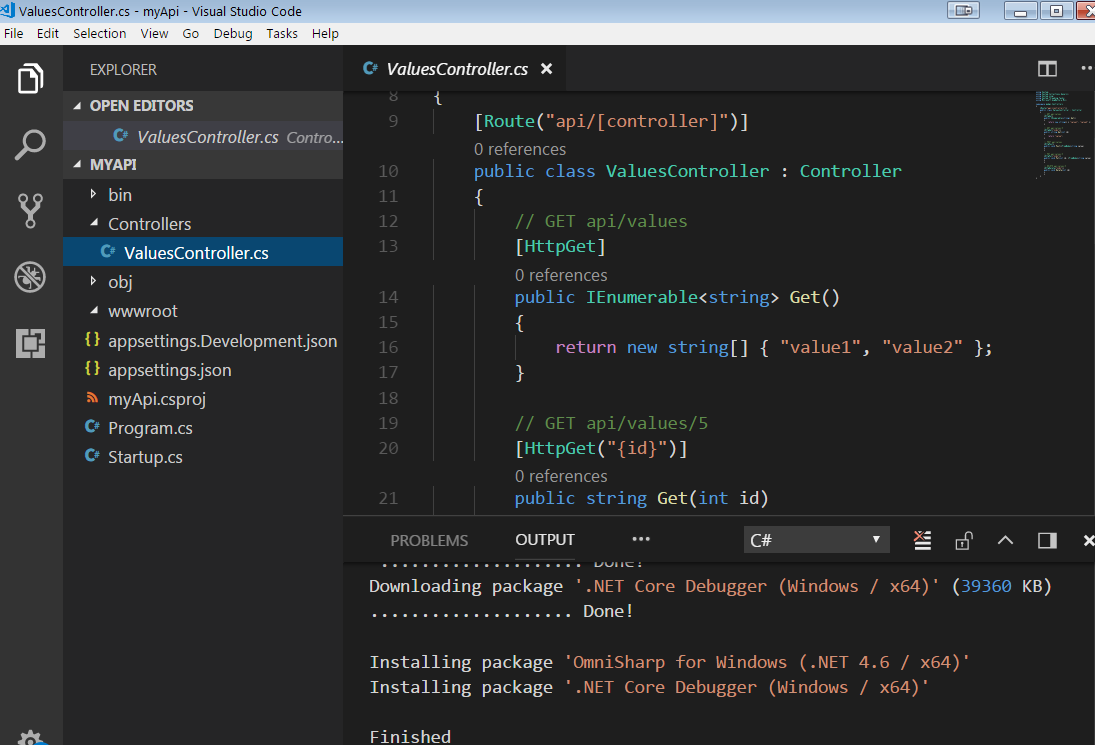 ValuesController.cs - myApi - Visual Studio Code
File Edit Selection View Go Debug Tasks Help
EXPLORER
OPEN EDITORS
ValuesController.cs Contro...
MYAPI
bin
Controllers
ValuesController.cs
obj
wwwroot
{} appsettings.Development.json
{} appsettings.json
myApi.csproj
C# Program.cs
C# Startup.cs
C# ValuesController.cs
8 {
9 [Route("api/[controller]")]
0 references
10 public class ValuesController : Controller
11 {
12 // GET api/values
13 [HttpGet]
0 references
14 public IEnumerable<string> Get()
15 {
16 return new string[] { "value1", "value2" };
17 }
18
19 // GET api/values/5
20 [HttpGet("{id}")]
0 references
21 public string Get(int id)
PROBLEMS OUTPUT ••• C#
.................... Done!
Downloading package '.NET Core Debugger (Windows / x64)' (39360 KB)
.................... Done!
Installing package 'OmniSharp for Windows (.NET 4.6 / x64)'
Installing package '.NET Core Debugger (Windows / x64)'
Finished